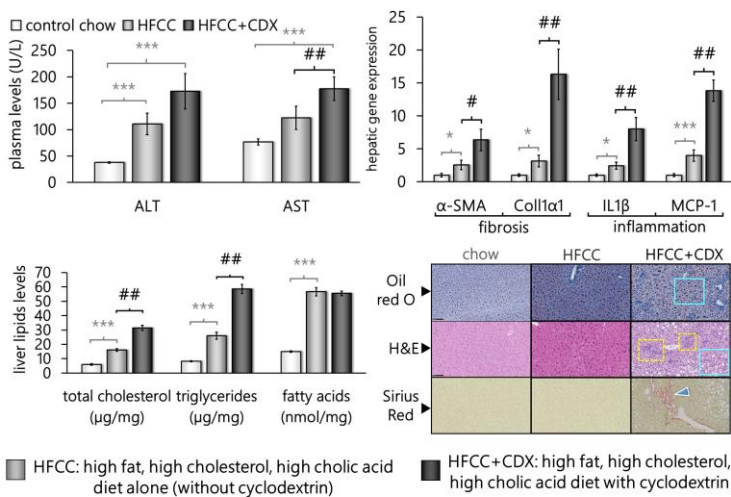 control chow HFCC HFCC+CDX
plasma levels (U/L)
250
200
150
100
50
0
***
***
***
##
ALT AST
hepatic gene expression
25
20
15
10
5
0
*
#
*
##
*
##
***
##
α-SMA Coll1α1 IL1β MCP-1
fibrosis inflammation
liver lipids levels
70
60
50
40
30
20
10
0
***
##
***
##
***
total cholesterol triglycerides fatty acids
(µg/mg) (µg/mg) (nmol/mg)
chow HFCC HFCC+CDX
Oil
red O
H&E
Sirius
Red
HFCC: high fat, high cholesterol, high cholic acid
diet alone (without cyclodextrin)
HFCC+CDX: high fat, high cholesterol,
high cholic acid diet with cyclodextrin